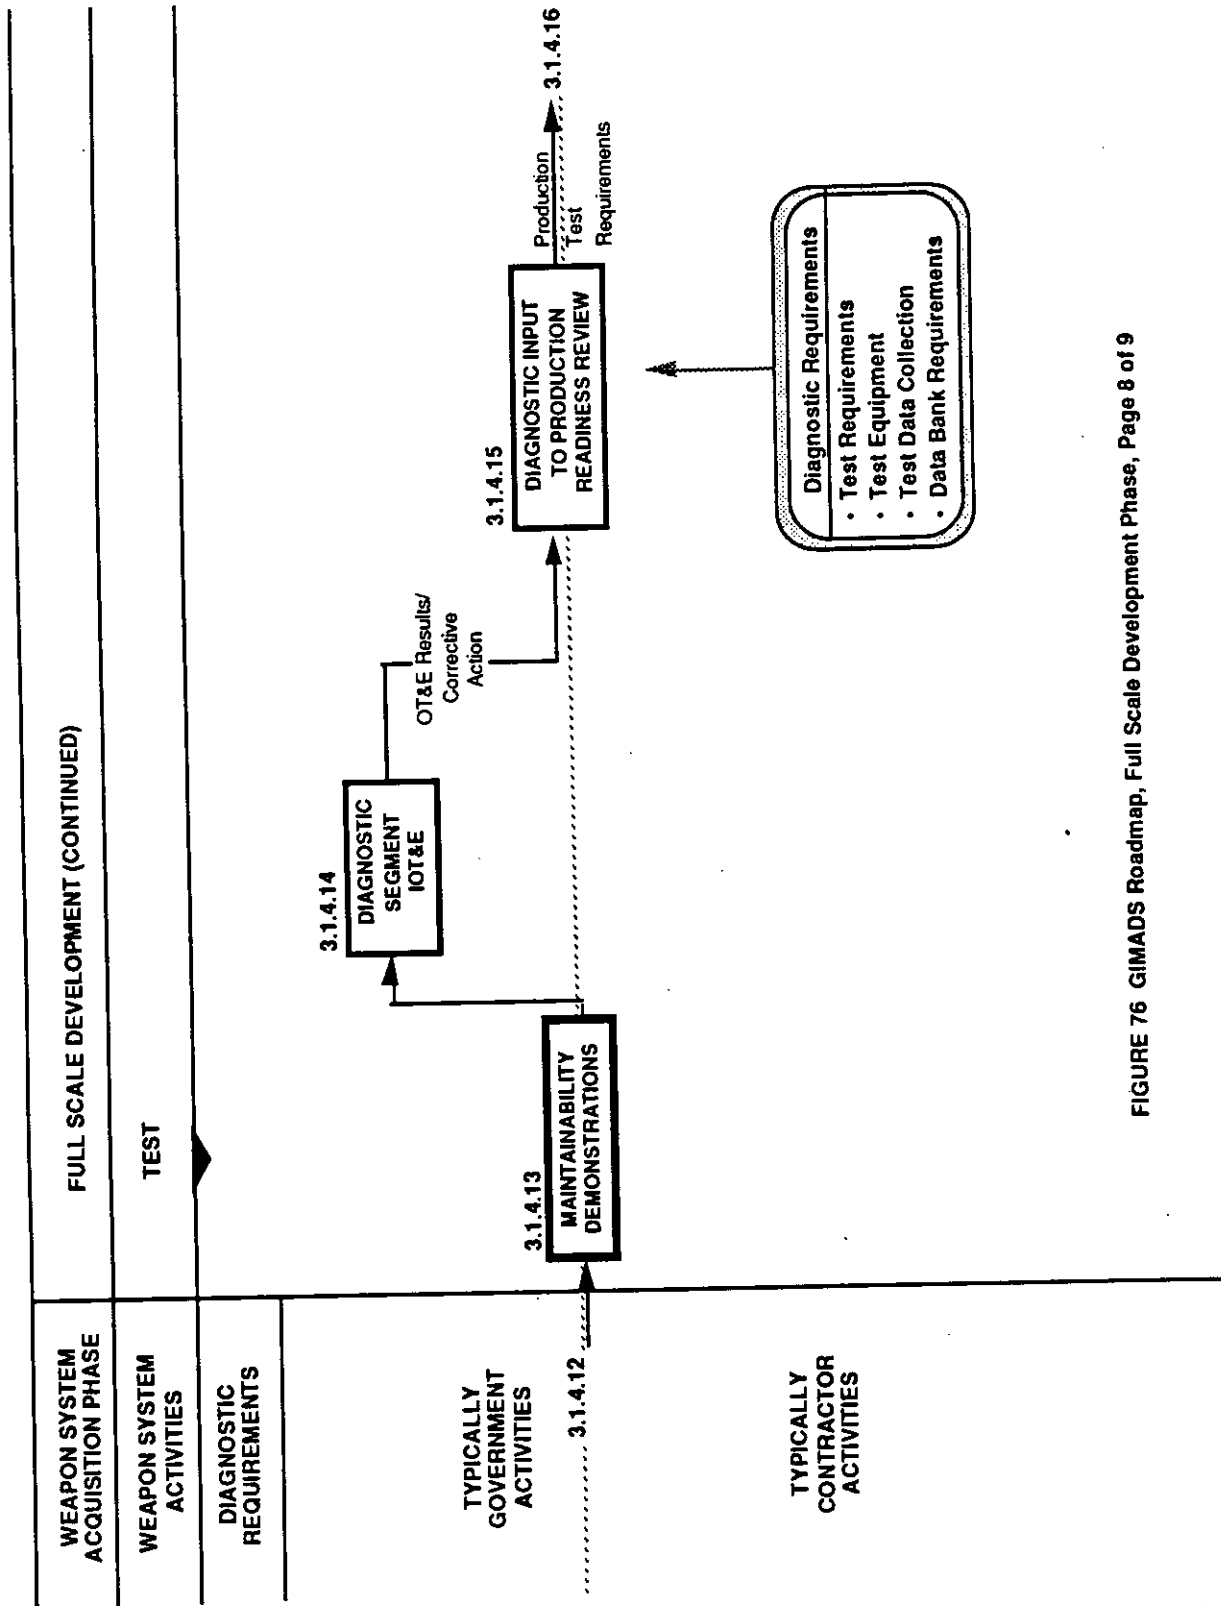 WEAPON SYSTEM
ACQUISITION PHASE
FULL SCALE DEVELOPMENT (CONTINUED)
WEAPON SYSTEM
ACTIVITIES
TEST
DIAGNOSTIC
REQUIREMENTS
TYPICALLY
GOVERNMENT
ACTIVITIES
3.1.4.12
3.1.4.13
MAINTAINABILITY
DEMONSTRATIONS
3.1.4.14
DIAGNOSTIC
SEGMENT
IOT&E
OT&E Results/
Corrective
Action
3.1.4.15
DIAGNOSTIC INPUT
TO PRODUCTION
READINESS REVIEW
Production
Test
Requirements
3.1.4.16
TYPICALLY
CONTRACTOR
ACTIVITIES
Diagnostic Requirements
• Test Requirements
• Test Equipment
• Test Data Collection
• Data Bank Requirements
FIGURE 76 GIMADS Roadmap, Full Scale Development Phase, Page 8 of 9